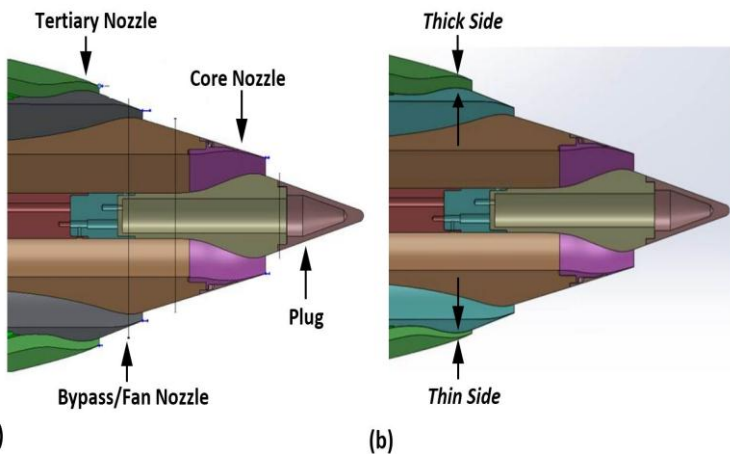 Tertiary Nozzle
Core Nozzle
Plug
Bypass/Fan Nozzle
)
Thick Side
Thin Side
(b)